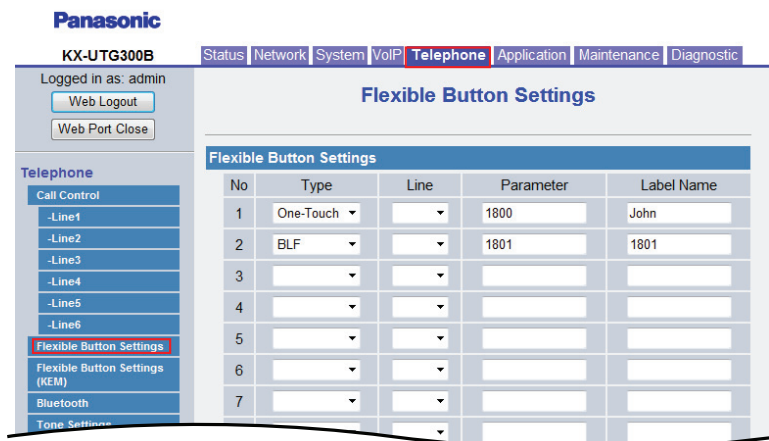 Panasonic
KX-UTG300B
Status Network System VoIP Telephone Application Maintenance Diagnostic
Logged in as: admin
Web Logout
Web Port Close
Flexible Button Settings
Telephone
Call Control
-Line1
-Line2
-Line3
-Line4
-Line5
-Line6
Flexible Button Settings
Flexible Button Settings
(KEM)
Bluetooth
Tone Settings
Flexible Button Settings
No Type Line Parameter Label Name
1 One-Touch 1800 John
2 BLF 1801 1801
3
4
5
6
7